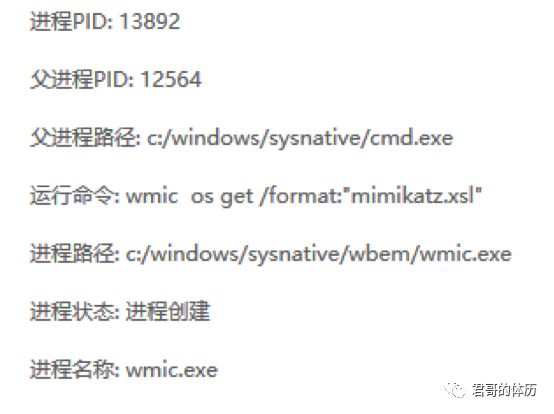 进程PID: 13892
父进程PID: 12564
父进程路径: c:/windows/sysnative/cmd.exe
运行命令: wmic  os get /format:"mimikatz.xsl"
进程路径: c:/windows/sysnative/wbem/wmic.exe
进程状态: 进程创建
进程名称: wmic.exe
君哥的体历